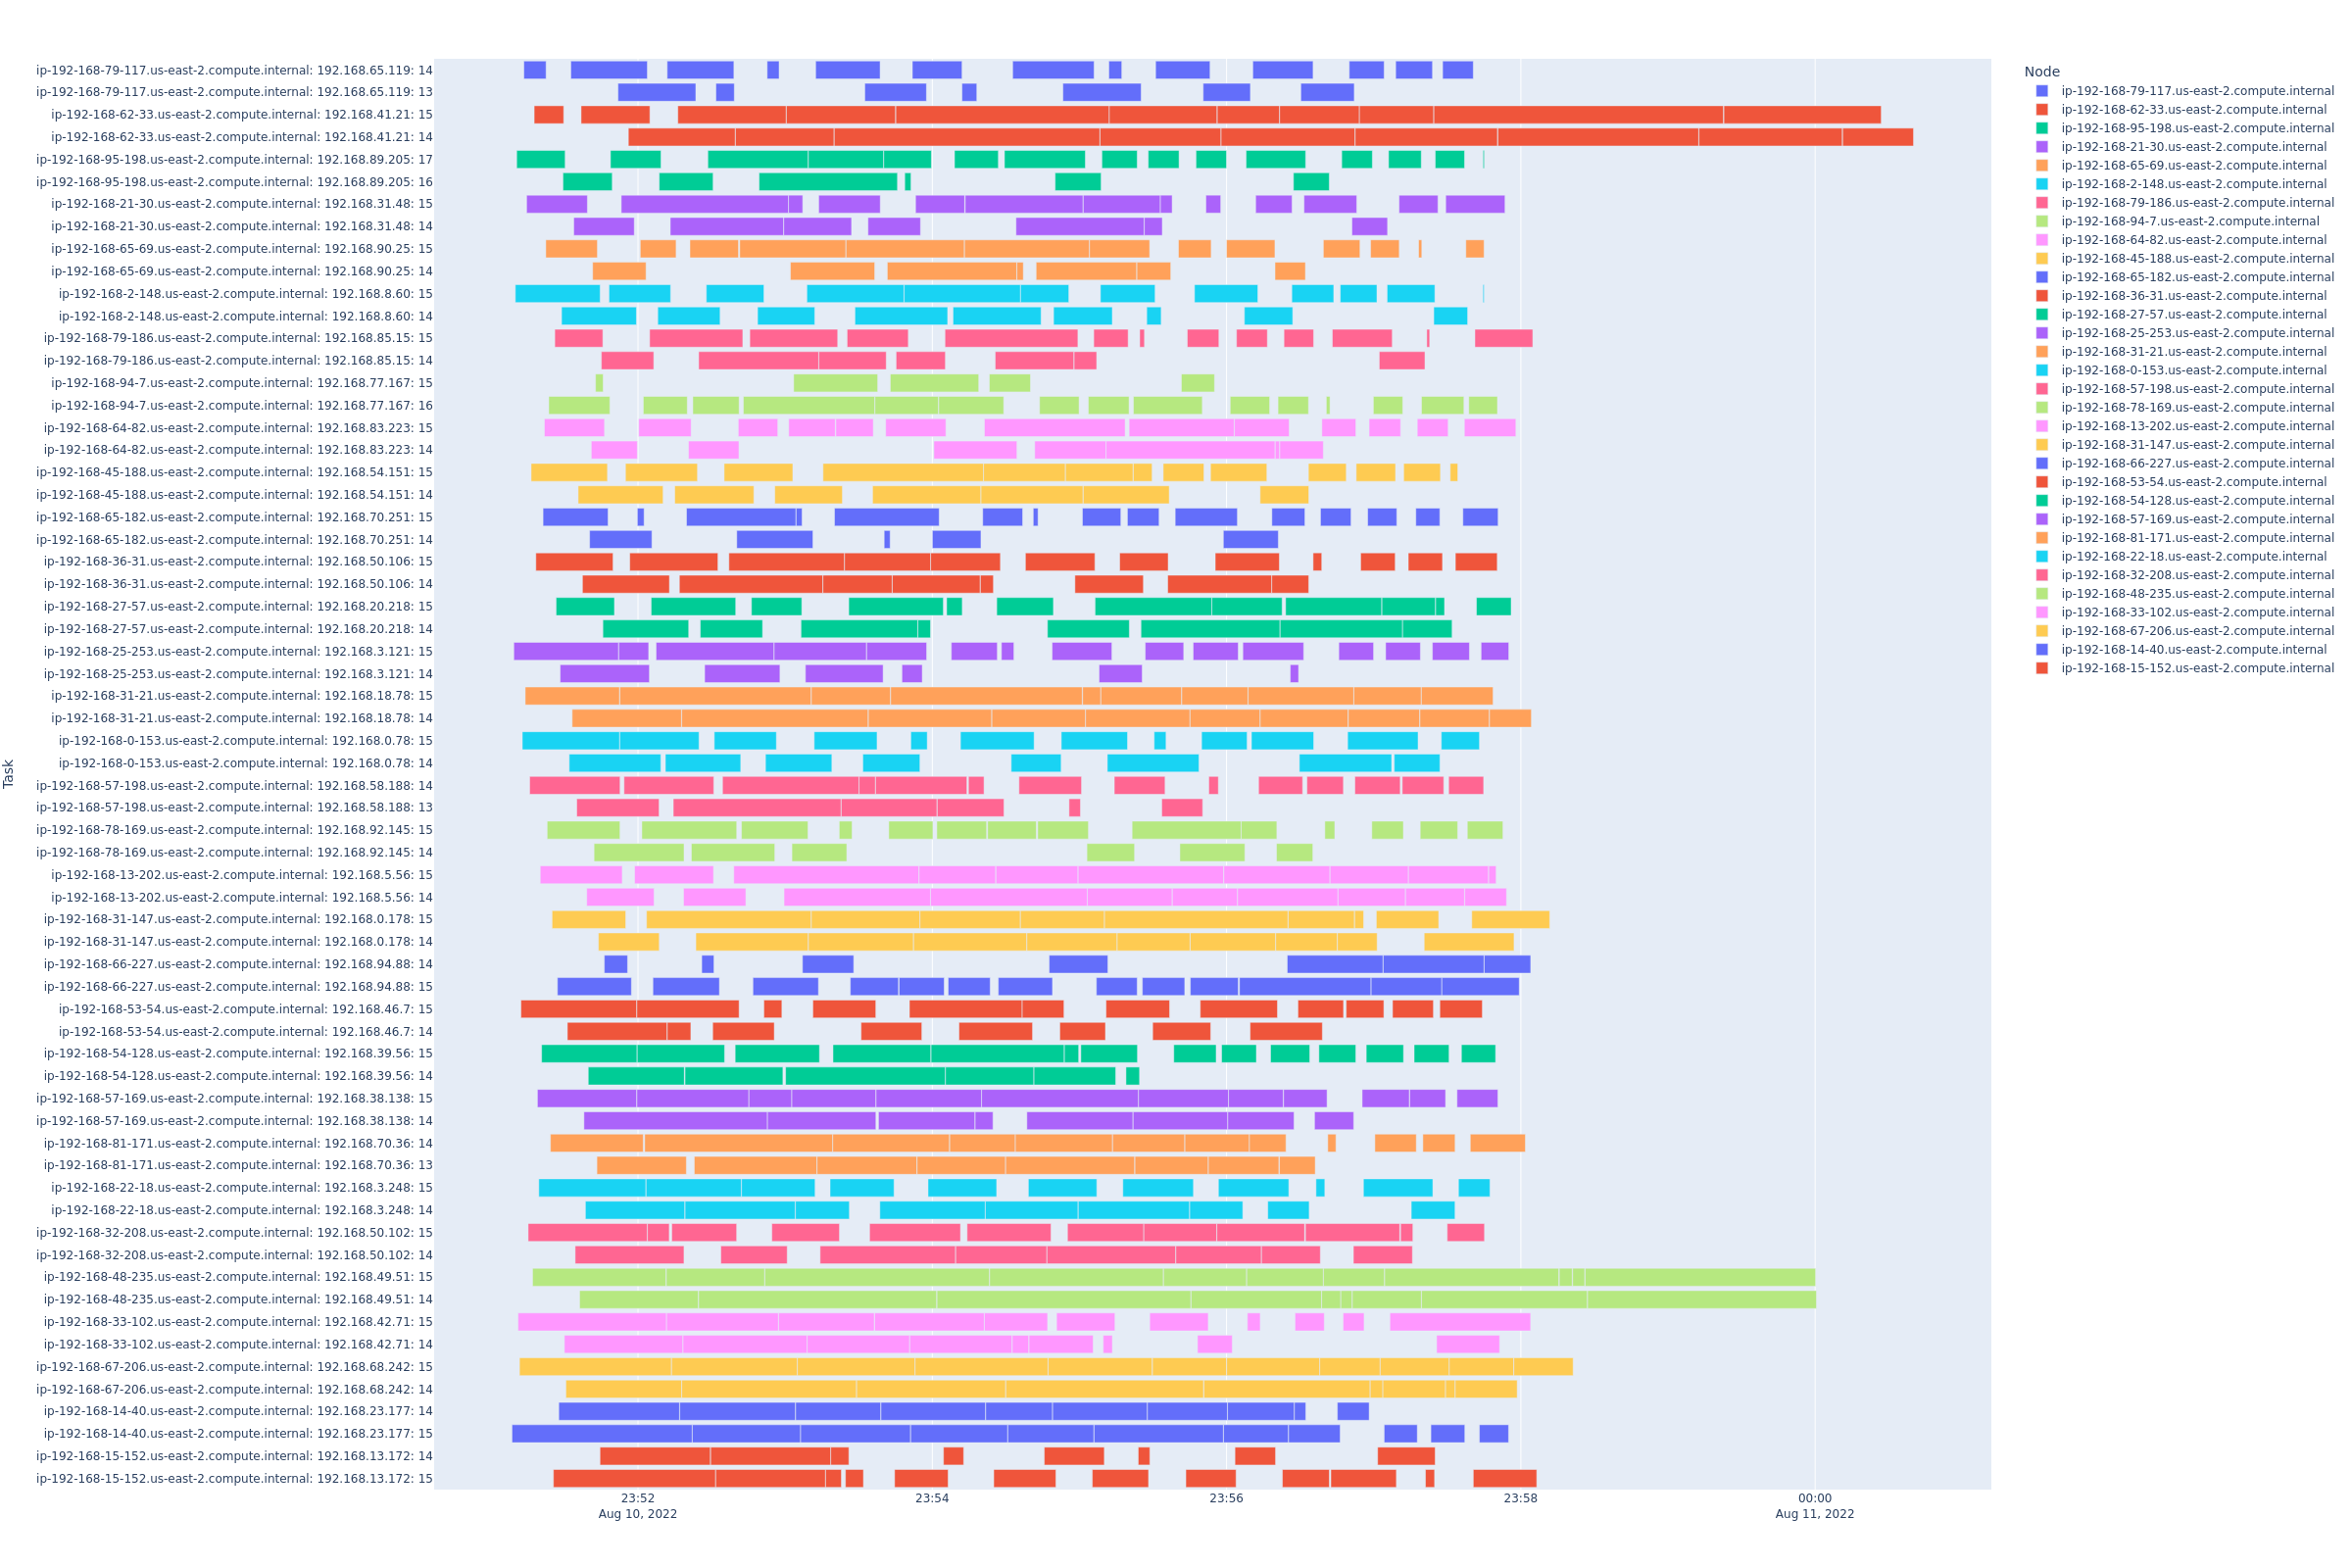 ip-192-168-79-117.us-east-2.compute.internal: 192.168.65.119: 14
ip-192-168-79-117.us-east-2.compute.internal: 192.168.65.119: 13
ip-192-168-62-33.us-east-2.compute.internal: 192.168.41.21: 15
ip-192-168-62-33.us-east-2.compute.internal: 192.168.41.21: 14
ip-192-168-95-198.us-east-2.compute.internal: 192.168.89.205: 17
ip-192-168-95-198.us-east-2.compute.internal: 192.168.89.205: 16
ip-192-168-21-30.us-east-2.compute.internal: 192.168.31.48: 15
ip-192-168-21-30.us-east-2.compute.internal: 192.168.31.48: 14
ip-192-168-65-69.us-east-2.compute.internal: 192.168.90.25: 15
ip-192-168-65-69.us-east-2.compute.internal: 192.168.90.25: 14
ip-192-168-2-148.us-east-2.compute.internal: 192.168.8.60: 15
ip-192-168-2-148.us-east-2.compute.internal: 192.168.8.60: 14
ip-192-168-79-186.us-east-2.compute.internal: 192.168.85.15: 15
ip-192-168-79-186.us-east-2.compute.internal: 192.168.85.15: 14
ip-192-168-94-7.us-east-2.compute.internal: 192.168.77.167: 15
ip-192-168-94-7.us-east-2.compute.internal: 192.168.77.167: 16
ip-192-168-64-82.us-east-2.compute.internal: 192.168.83.223: 15
ip-192-168-64-82.us-east-2.compute.internal: 192.168.83.223: 14
ip-192-168-45-188.us-east-2.compute.internal: 192.168.54.151: 15
ip-192-168-45-188.us-east-2.compute.internal: 192.168.54.151: 14
ip-192-168-65-182.us-east-2.compute.internal: 192.168.70.251: 15
ip-192-168-65-182.us-east-2.compute.internal: 192.168.70.251: 14
ip-192-168-36-31.us-east-2.compute.internal: 192.168.50.106: 15
ip-192-168-36-31.us-east-2.compute.internal: 192.168.50.106: 14
ip-192-168-27-57.us-east-2.compute.internal: 192.168.20.218: 15
ip-192-168-27-57.us-east-2.compute.internal: 192.168.20.218: 14
ip-192-168-25-253.us-east-2.compute.internal: 192.168.3.121: 15
ip-192-168-25-253.us-east-2.compute.internal: 192.168.3.121: 14
ip-192-168-31-21.us-east-2.compute.internal: 192.168.18.78: 15
ip-192-168-31-21.us-east-2.compute.internal: 192.168.18.78: 14
ip-192-168-0-153.us-east-2.compute.internal: 192.168.0.78: 15
ip-192-168-0-153.us-east-2.compute.internal: 192.168.0.78: 14
ip-192-168-57-198.us-east-2.compute.internal: 192.168.58.188: 14
ip-192-168-57-198.us-east-2.compute.internal: 192.168.58.188: 13
ip-192-168-78-169.us-east-2.compute.internal: 192.168.92.145: 15
ip-192-168-78-169.us-east-2.compute.internal: 192.168.92.145: 14
ip-192-168-13-202.us-east-2.compute.internal: 192.168.5.56: 15
ip-192-168-13-202.us-east-2.compute.internal: 192.168.5.56: 14
ip-192-168-31-147.us-east-2.compute.internal: 192.168.0.178: 15
ip-192-168-31-147.us-east-2.compute.internal: 192.168.0.178: 14
ip-192-168-66-227.us-east-2.compute.internal: 192.168.94.88: 14
ip-192-168-66-227.us-east-2.compute.internal: 192.168.94.88: 15
ip-192-168-53-54.us-east-2.compute.internal: 192.168.46.7: 15
ip-192-168-53-54.us-east-2.compute.internal: 192.168.46.7: 14
ip-192-168-54-128.us-east-2.compute.internal: 192.168.39.56: 15
ip-192-168-54-128.us-east-2.compute.internal: 192.168.39.56: 14
ip-192-168-57-169.us-east-2.compute.internal: 192.168.38.138: 15
ip-192-168-57-169.us-east-2.compute.internal: 192.168.38.138: 14
ip-192-168-81-171.us-east-2.compute.internal: 192.168.70.36: 14
ip-192-168-81-171.us-east-2.compute.internal: 192.168.70.36: 13
ip-192-168-22-18.us-east-2.compute.internal: 192.168.3.248: 15
ip-192-168-22-18.us-east-2.compute.internal: 192.168.3.248: 14
ip-192-168-32-208.us-east-2.compute.internal: 192.168.50.102: 15
ip-192-168-32-208.us-east-2.compute.internal: 192.168.50.102: 14
ip-192-168-48-235.us-east-2.compute.internal: 192.168.49.51: 15
ip-192-168-48-235.us-east-2.compute.internal: 192.168.49.51: 14
ip-192-168-33-102.us-east-2.compute.internal: 192.168.42.71: 15
ip-192-168-33-102.us-east-2.compute.internal: 192.168.42.71: 14
ip-192-168-67-206.us-east-2.compute.internal: 192.168.68.242: 15
ip-192-168-67-206.us-east-2.compute.internal: 192.168.68.242: 14
ip-192-168-14-40.us-east-2.compute.internal: 192.168.23.177: 14
ip-192-168-14-40.us-east-2.compute.internal: 192.168.23.177: 15
ip-192-168-15-152.us-east-2.compute.internal: 192.168.13.172: 14
ip-192-168-15-152.us-east-2.compute.internal: 192.168.13.172: 15
Task
23:52
Aug 10, 2022
23:54
23:56
23:58
00:00
Aug 11, 2022
Node
ip-192-168-79-117.us-east-2.compute.internal
ip-192-168-62-33.us-east-2.compute.internal
ip-192-168-95-198.us-east-2.compute.internal
ip-192-168-21-30.us-east-2.compute.internal
ip-192-168-65-69.us-east-2.compute.internal
ip-192-168-2-148.us-east-2.compute.internal
ip-192-168-79-186.us-east-2.compute.internal
ip-192-168-94-7.us-east-2.compute.internal
ip-192-168-64-82.us-east-2.compute.internal
ip-192-168-45-188.us-east-2.compute.internal
ip-192-168-65-182.us-east-2.compute.internal
ip-192-168-36-31.us-east-2.compute.internal
ip-192-168-27-57.us-east-2.compute.internal
ip-192-168-25-253.us-east-2.compute.internal
ip-192-168-31-21.us-east-2.compute.internal
ip-192-168-0-153.us-east-2.compute.internal
ip-192-168-57-198.us-east-2.compute.internal
ip-192-168-78-169.us-east-2.compute.internal
ip-192-168-13-202.us-east-2.compute.internal
ip-192-168-31-147.us-east-2.compute.internal
ip-192-168-66-227.us-east-2.compute.internal
ip-192-168-53-54.us-east-2.compute.internal
ip-192-168-54-128.us-east-2.compute.internal
ip-192-168-57-169.us-east-2.compute.internal
ip-192-168-81-171.us-east-2.compute.internal
ip-192-168-22-18.us-east-2.compute.internal
ip-192-168-32-208.us-east-2.compute.internal
ip-192-168-48-235.us-east-2.compute.internal
ip-192-168-33-102.us-east-2.compute.internal
ip-192-168-67-206.us-east-2.compute.internal
ip-192-168-14-40.us-east-2.compute.internal
ip-192-168-15-152.us-east-2.compute.internal